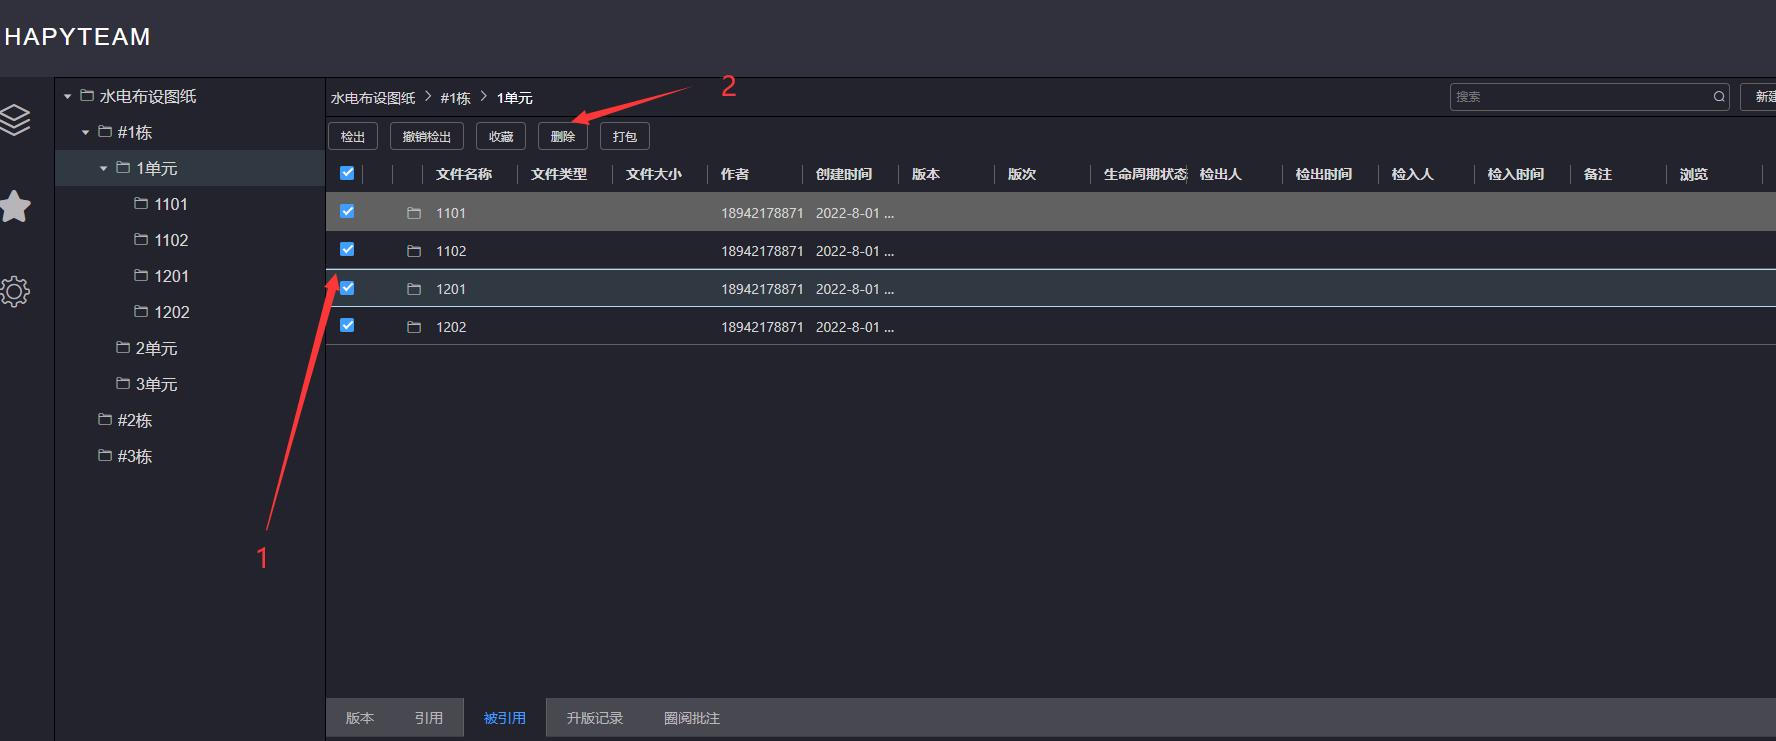 HAPYTEAM
水电布设图纸
#1栋
1单元
1101
1102
1201
1202
2单元
3单元
#2栋
#3栋
水电布设图纸 > #1栋 > 1单元
2
搜索
新建
检出 撤销检出 收藏 删除 打包
文件名称 文件类型 文件大小 作者 创建时间 版本 版次 生命周期状态 检出人 检出时间 检入人 检入时间 备注 浏览
1101 18942178871 2022-8-01 ...
1102 18942178871 2022-8-01 ...
1201 18942178871 2022-8-01 ...
1202 18942178871 2022-8-01 ...
1
版本 引用 被引用 升版记录 圈阅批注